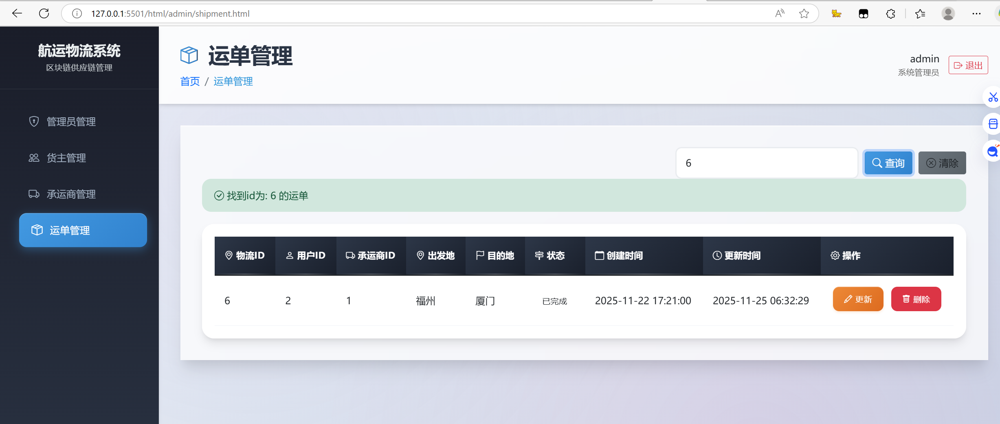 127.0.0.1:5501/html/admin/shipment.html
航运物流系统
区块链供应链管理
管理员管理
货主管理
承运商管理
运单管理
运单管理
首页 / 运单管理
admin
系统管理员
退出
6
查询
清除
找到id为: 6 的运单
物流ID 用户ID 承运商ID 出发地 目的地 状态 创建时间 更新时间 操作
6 2 1 福州 厦门 已完成 2025-11-22 17:21:00 2025-11-25 06:32:29 更新 删除